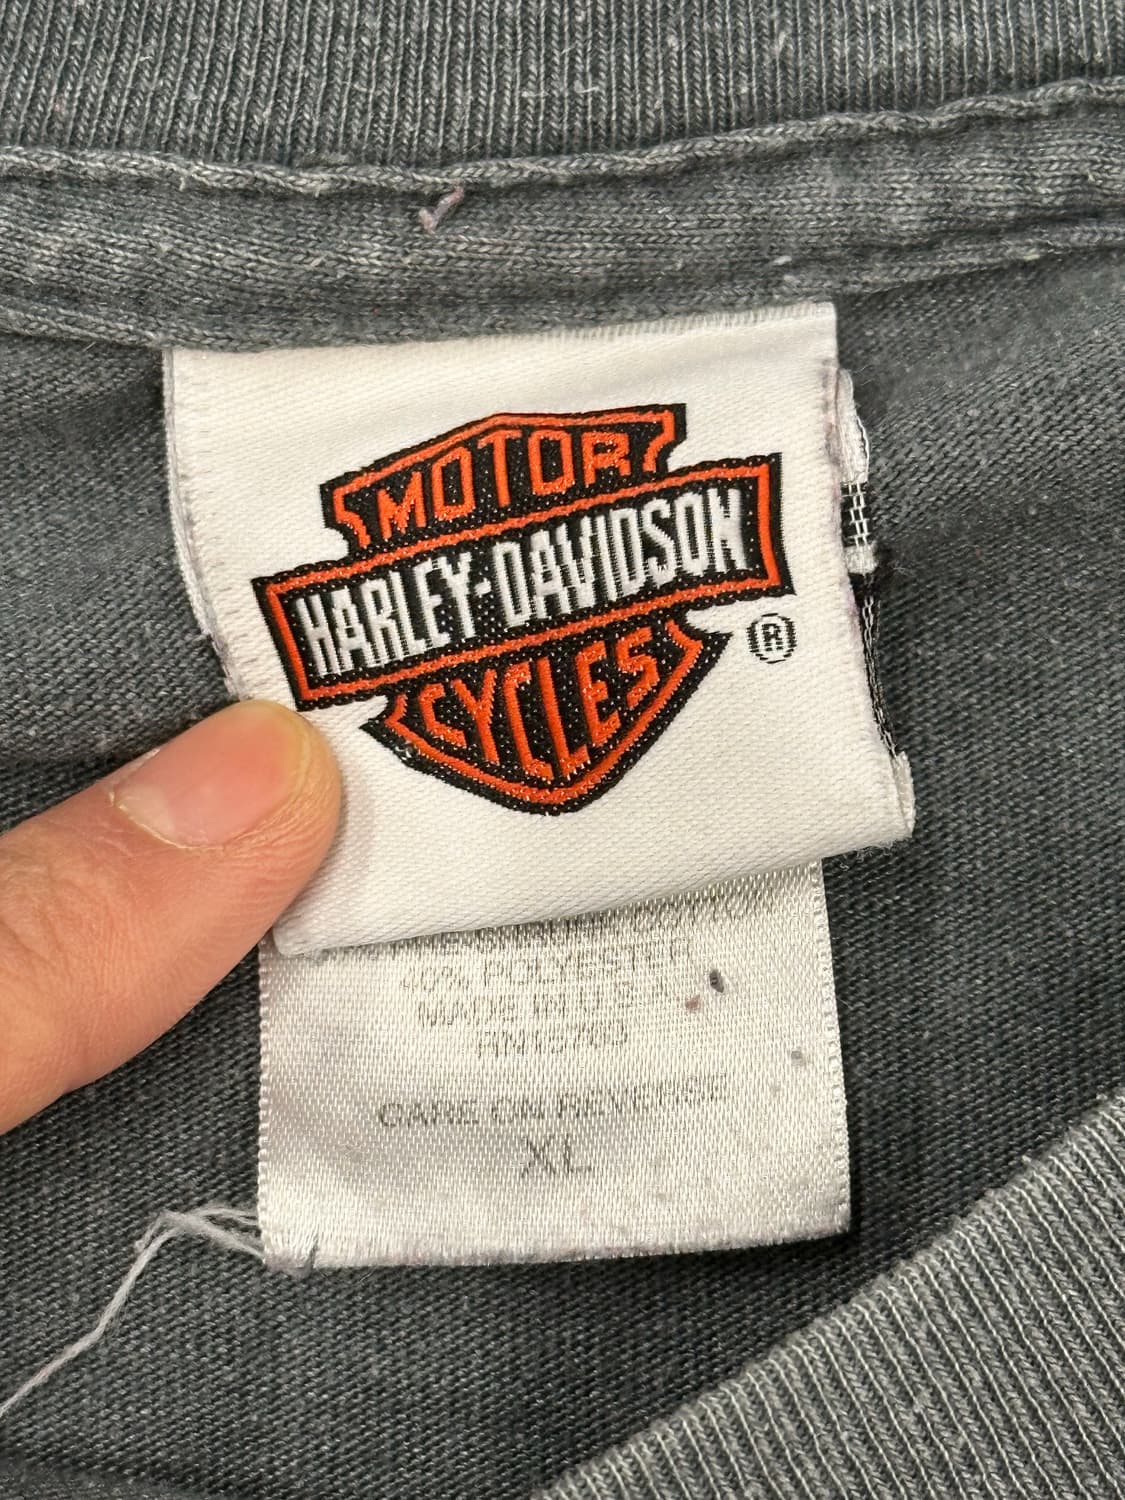 MOTOR
HARLEY-DAVIDSON
®
CYCLES
40% POLYESTER
MADE IN U.S.A.
CARE ON REVERSE
XL